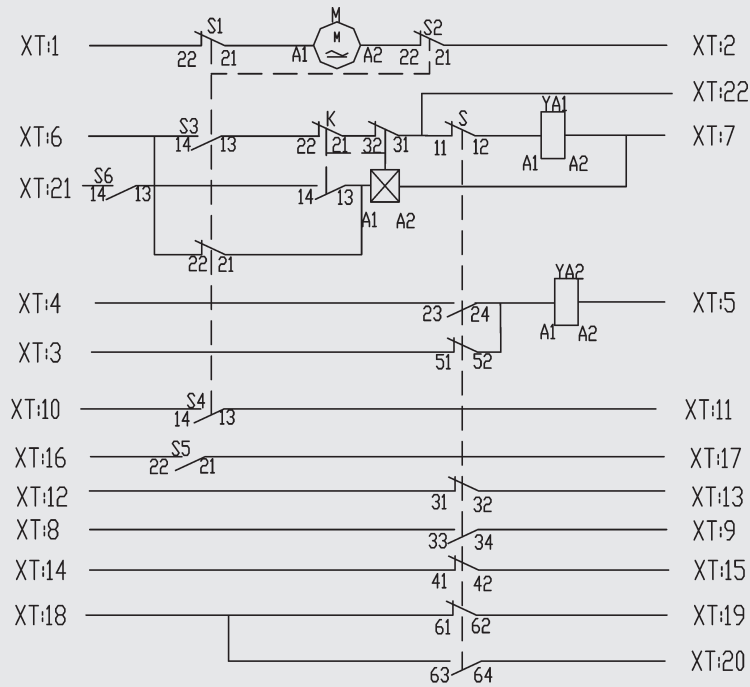 M
XT:1 S1 22 21 A1 M A2 S2 22 21 XT:2
XT:22
XT:6 S3 14 13 K 22 21 32 31 S 11 12 YA1 A1 A2 XT:7
XT:21 S6 14 13 14 13 A1 A2
22 21
XT:4 23 24 YA2 A1 A2 XT:5
XT:3 51 52
XT:10 S4 14 13 XT:11
XT:16 S5 22 21 XT:17
XT:12 31 32 XT:13
XT:8 33 34 XT:9
XT:14 41 42 XT:15
XT:18 61 62 XT:19
63 64 XT:20